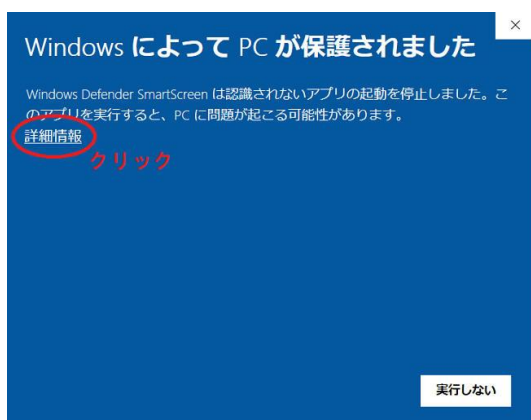 Windows によって PC が保護されました
Windows Defender SmartScreen は認識されないアプリの起動を停止しました。こ
のアプリを実行すると、PC に問題が起こる可能性があります。
詳細情報
クリック
実行しない